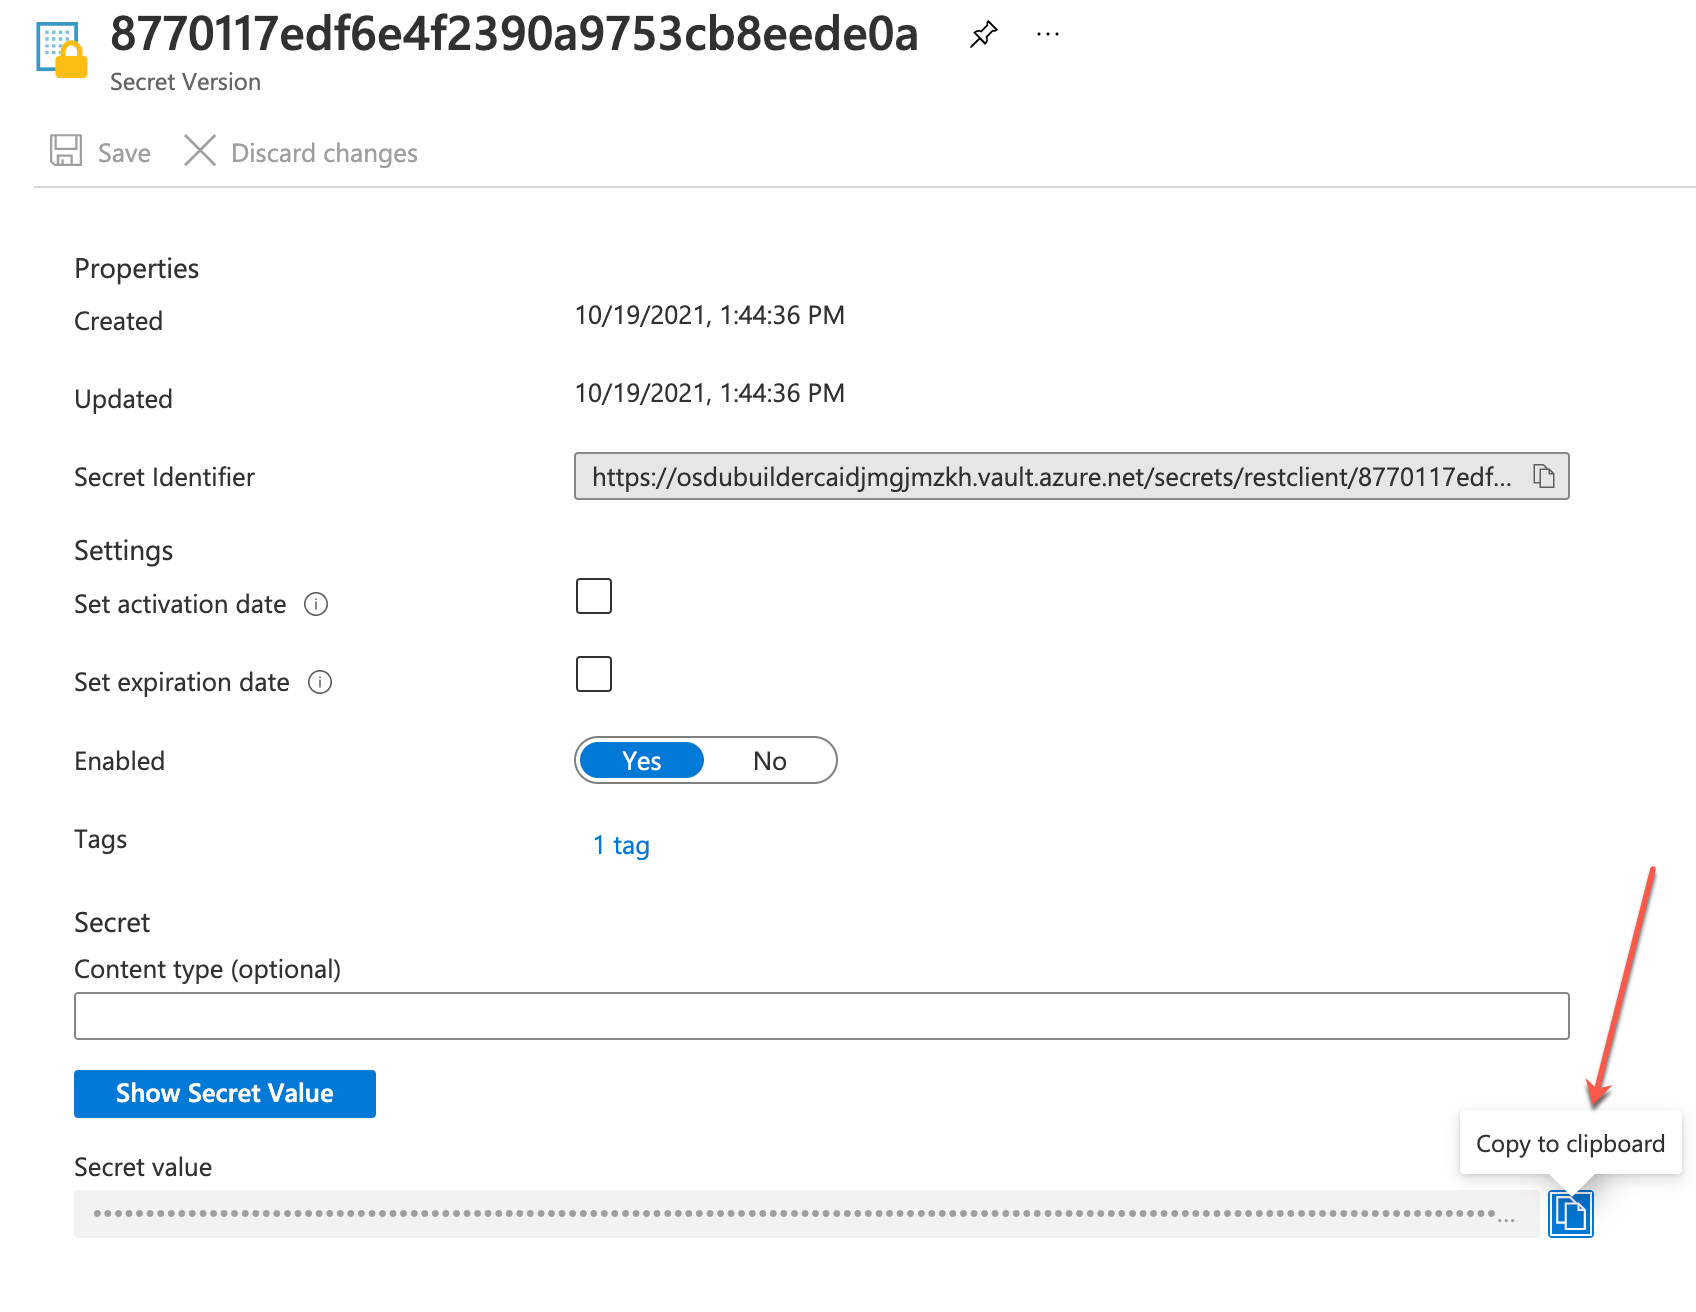 8770117edf6e4f2390a9753cb8eede0a
Secret Version
Save Discard changes
Properties
Created 10/19/2021, 1:44:36 PM
Updated 10/19/2021, 1:44:36 PM
Secret Identifier https://osdubuildercaidjmgjmzkh.vault.azure.net/secrets/restclient/8770117edf...
Settings
Set activation date
Set expiration date
Enabled Yes No
Tags 1 tag
Secret
Content type (optional)
Show Secret Value
Copy to clipboard
Secret value